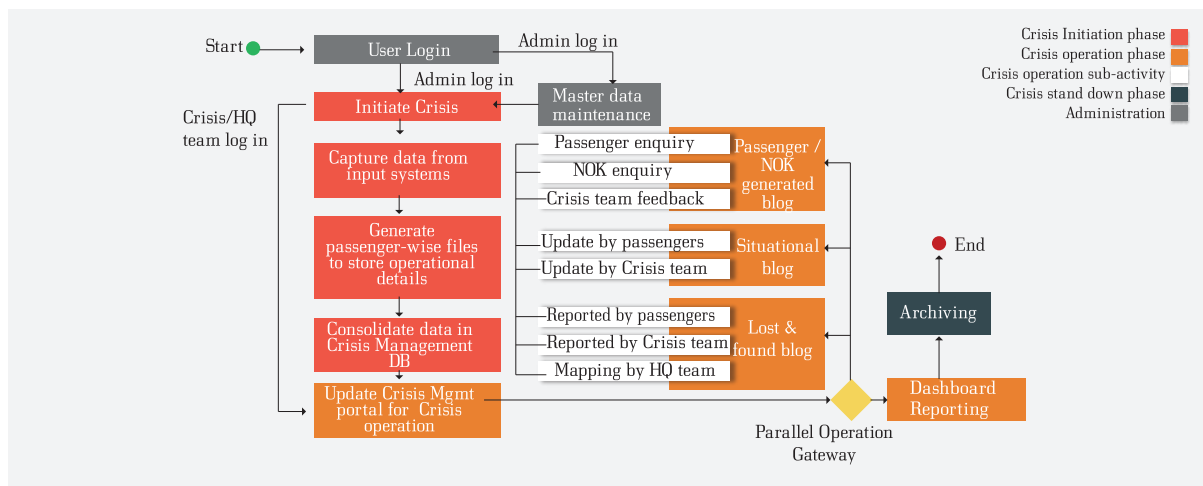 Start
User Login
Admin log in
Admin log in
Crisis/HQ
team log in
Initiate Crisis
Master data
maintenance
Capture data from
input systems
Generate
passenger-wise files
to store operational
details
Consolidate data in
Crisis Management
DB
Update Crisis Mgmt
portal for Crisis
operation
Passenger enquiry
NOK enquiry
Crisis team feedback
Passenger /
NOK
generated
blog
Update by passengers
Update by Crisis team
Situational
blog
Reported by passengers
Reported by Crisis team
Mapping by HQ team
Lost &
found blog
Parallel Operation
Gateway
Dashboard
Reporting
Archiving
End
Crisis Initiation phase
Crisis operation phase
Crisis operation sub-activity
Crisis stand down phase
Administration